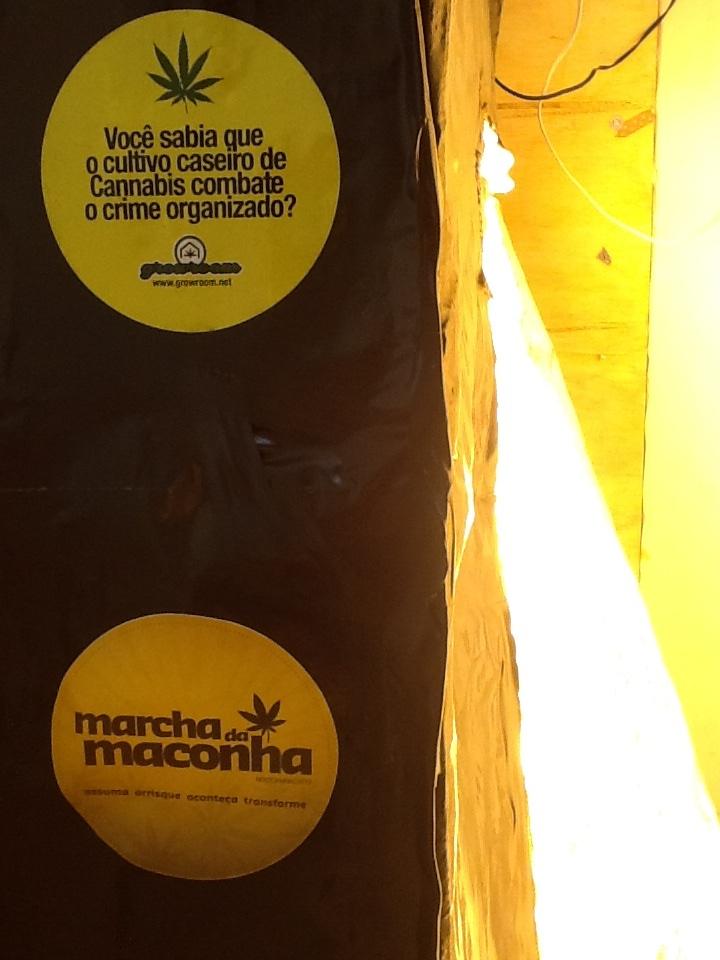 Você sabia que
o cultivo caseiro de
Cannabis combate
o crime organizado?
growroom
www.growroom.net
marcha da
maconha
assuma arrisque aconteça transforme